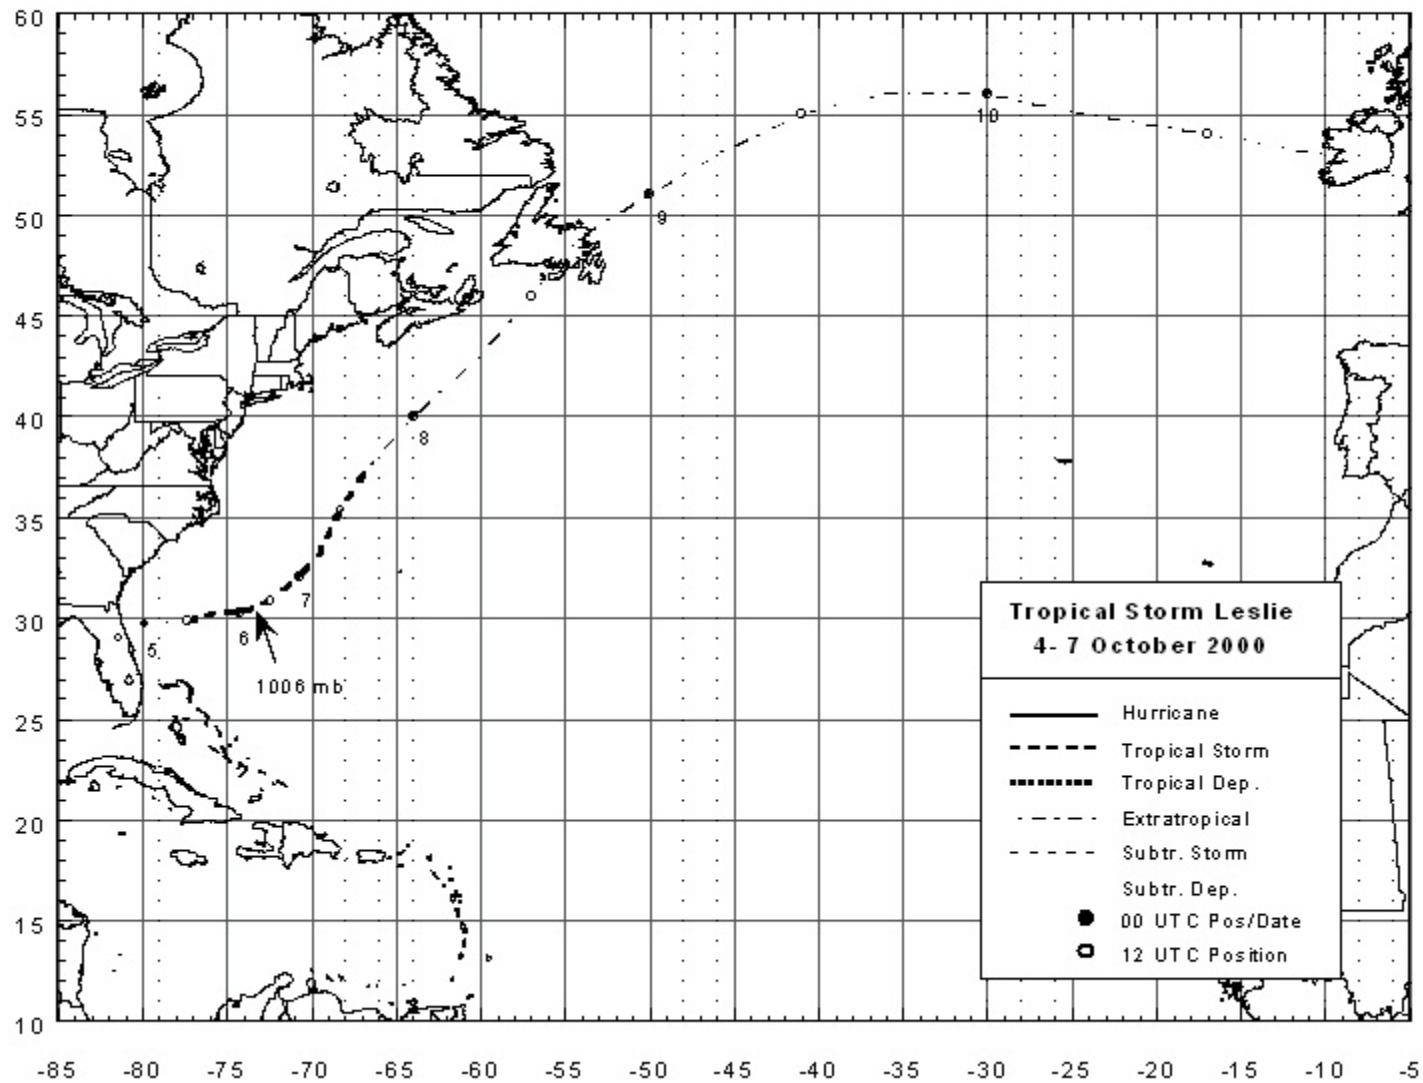 60
55
50
45
40
35
30
25
20
15
10
10
9
8
7
6
5
1006 mb
Tropical Storm Leslie
4- 7 October 2000
Hurricane
Tropical Storm
Tropical Dep.
Extratropical
Subtr. Storm
Subtr. Dep.
00 UTC Pos/Date
12 UTC Position
-85 -80 -75 -70 -65 -60 -55 -50 -45 -40 -35 -30 -25 -20 -15 -10 -5